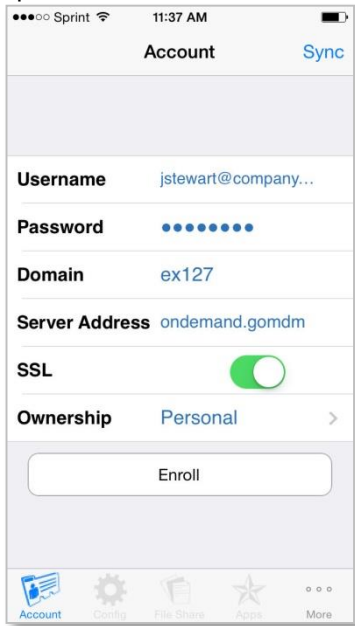 Sprint 11:37 AM
Account Sync
Username jstewart@company...
Password ●●●●●●●●
Domain ex127
Server Address ondemand.gomdm
SSL
Ownership Personal >
Enroll
Account Config File Share Apps More